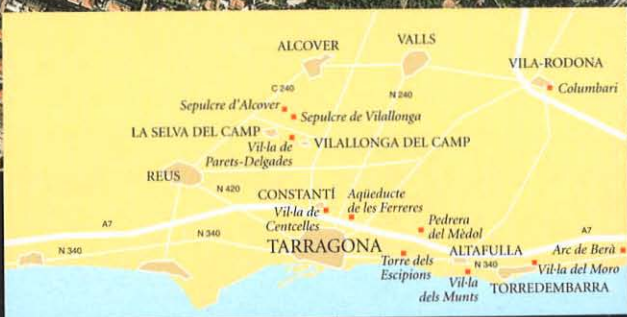 ALCOVER
VALLS
VILA-RODONA
Columbari
C 240
N 240
Sepulcre d'Alcover
Sepulcre de Vilallonga
LA SELVA DEL CAMP
Vil·la de
Parets-Delgades
VILALLONGA DEL CAMP
REUS
N 420
CONSTANTÍ
Vil·la de
Centcelles
Aqüeducte
de les Ferreres
Pedrera
del Mèdol
A7
A7
N 340
N 340
TARRAGONA
Torre dels
Escipions
ALTAFULLA
N 340
Arc de Berà
Vil·la del Moro
Vil·la
dels Munts
TORREDEMBARRA